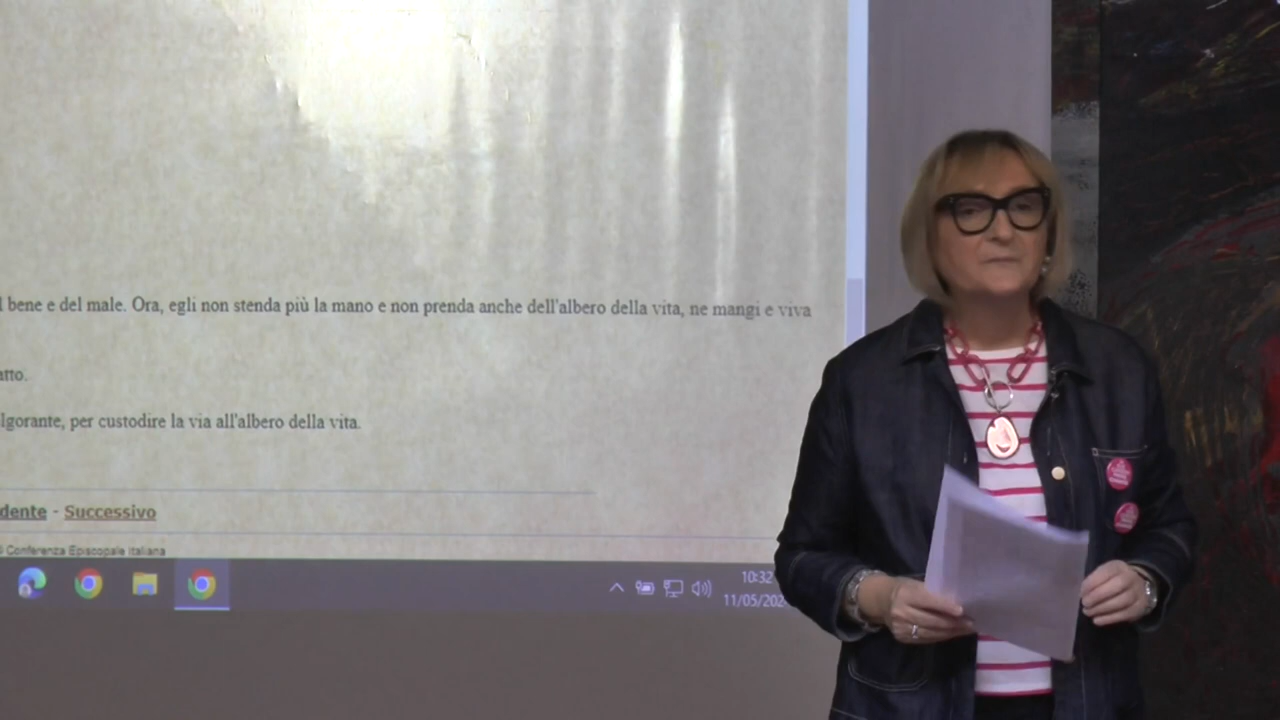 l bene e del male. Ora, egli non stenda più la mano e non prenda anche dell'albero della vita, ne mangi e viva
atto.
lgorante, per custodire la via all'albero della vita.
dente - Successivo
Conferenza Episcopale Italiana
10:32
11/05/202